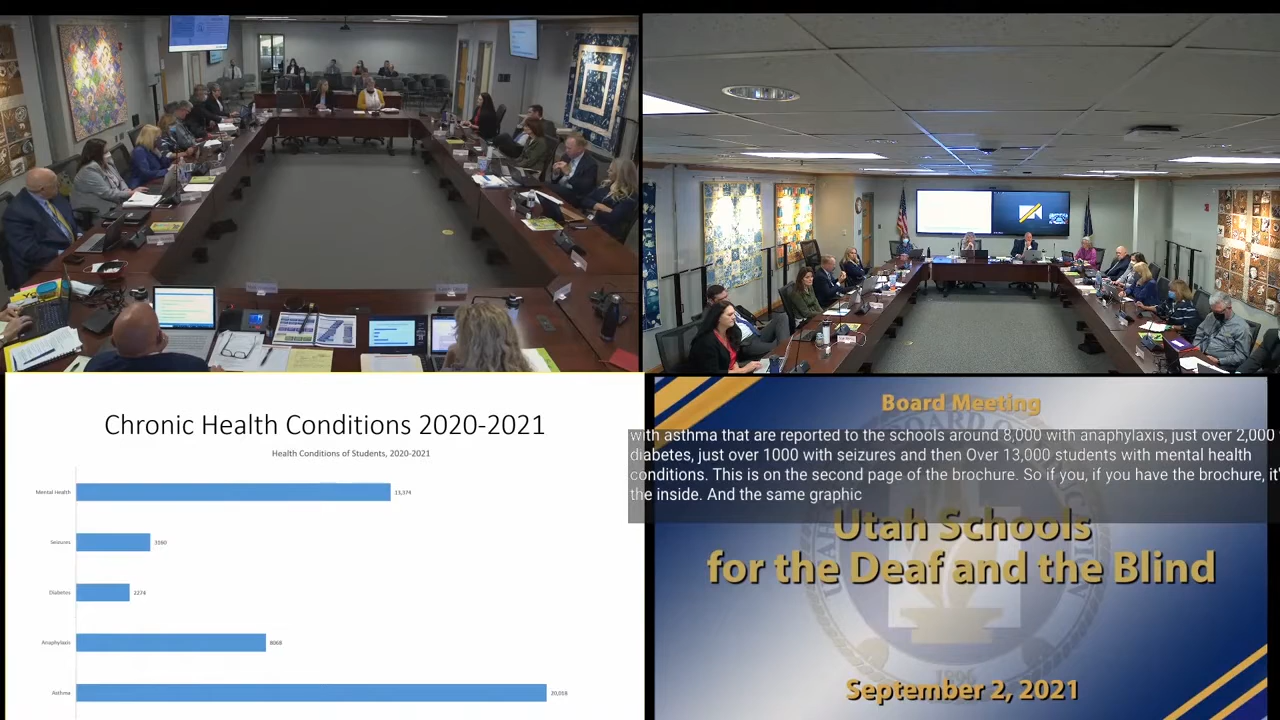 Chronic Health Conditions 2020-2021
Health Conditions of Students, 2020-2021
Mental Health
13,374
Seizures
3160
Diabetes
2274
Anaphylaxis
8068
Asthma
20,018
Board Meeting
with asthma that are reported to the schools around 8,000 with anaphylaxis, just over 2,000
diabetes, just over 1000 with seizures and then Over 13,000 students with mental health
conditions. This is on the second page of the brochure. So if you, if you have the brochure, it'
the inside. And the same graphic
Utah Schools
for the Deaf and the Blind
1896
September 2, 2021